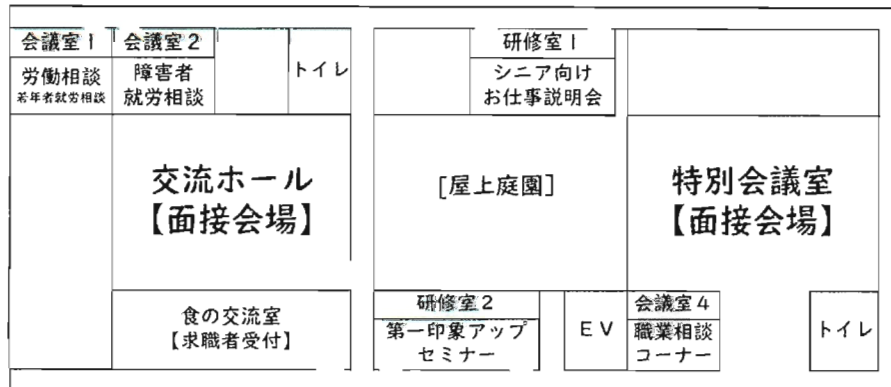 会議室1
労働相談
若年者就労相談
会議室2
障害者
就労相談
トイレ
研修室1
シニア向け
お仕事説明会
交流ホール
【面接会場】
[屋上庭園]
特別会議室
【面接会場】
食の交流室
【求職者受付】
研修室2
第一印象アップ
セミナー
EV
会議室4
職業相談
コーナー
トイレ